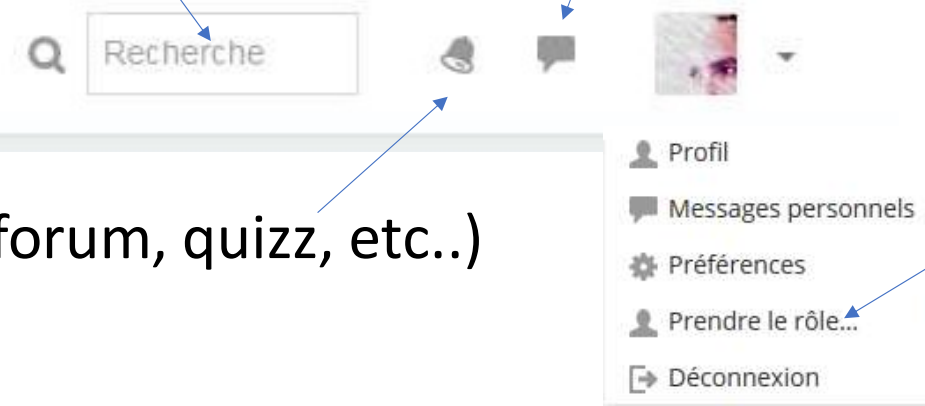 Recherche
Profil
forum, quizz, etc..)
Messages personnels
Préférences
Prendre le rôle...
Déconnexion